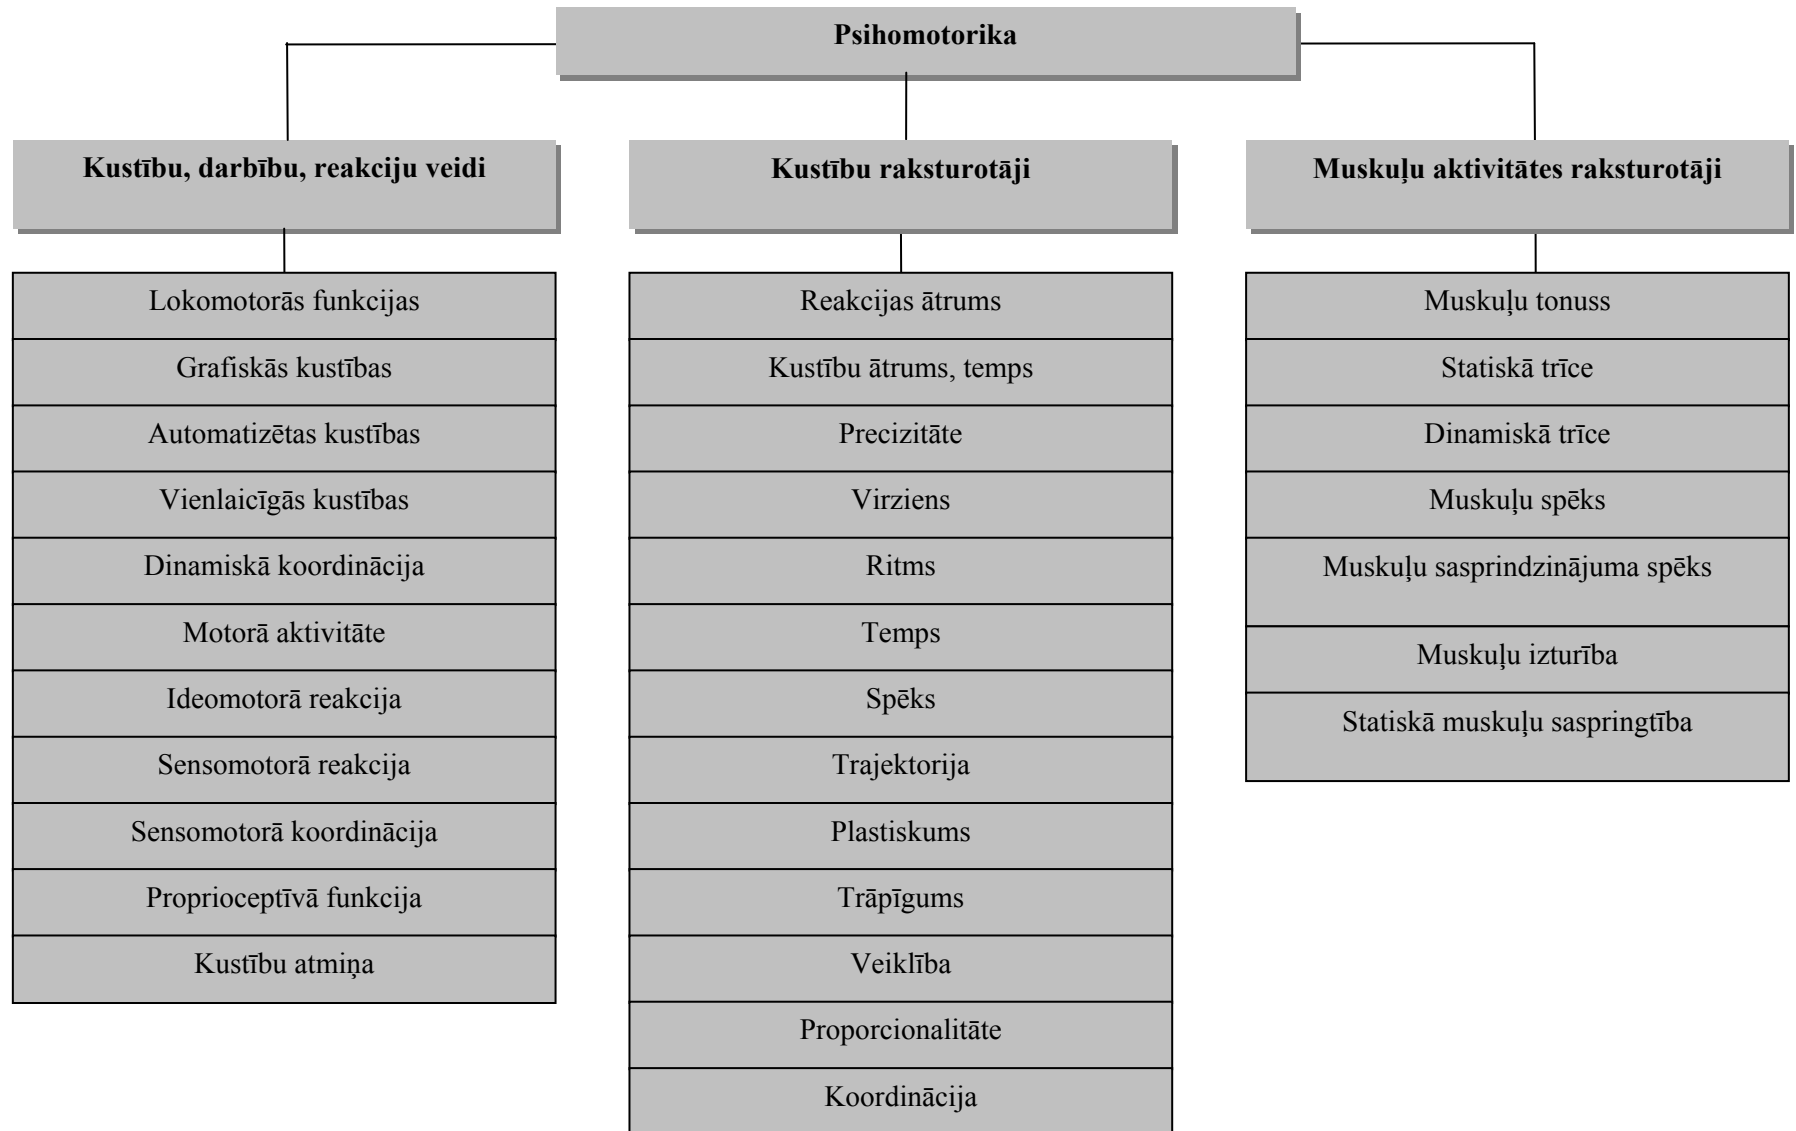 Psihomotorika
Kustību, darbību, reakciju veidi
Lokomotorās funkcijas
Grafiskās kustības
Automatizētas kustības
Vienlaicīgās kustības
Dinamiskā koordinācija
Motorā aktivitāte
Ideomotorā reakcija
Sensomotorā reakcija
Sensomotorā koordinācija
Proprioceptīvā funkcija
Kustību atmiņa
Kustību raksturotāji
Reakcijas ātrums
Kustību ātrums, temps
Precizitāte
Virziens
Ritms
Temps
Spēks
Trajektorija
Plastiskums
Trāpīgums
Veiklība
Proporcionalitāte
Koordinācija
Muskuļu aktivitātes raksturotāji
Muskuļu tonuss
Statiskā trīce
Dinamiskā trīce
Muskuļu spēks
Muskuļu sasprindzinājuma spēks
Muskuļu izturība
Statiskā muskuļu saspringtība